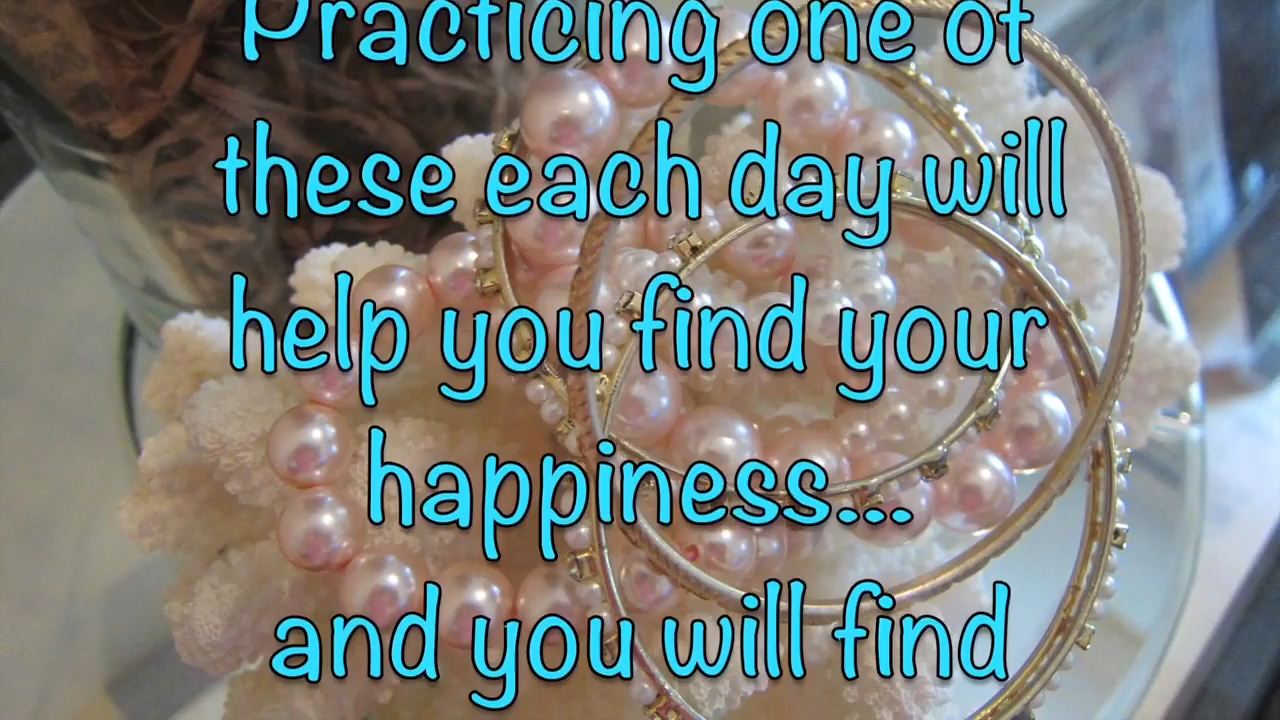 Practicing one of
these each day will
help you find your
happiness...
and you will find